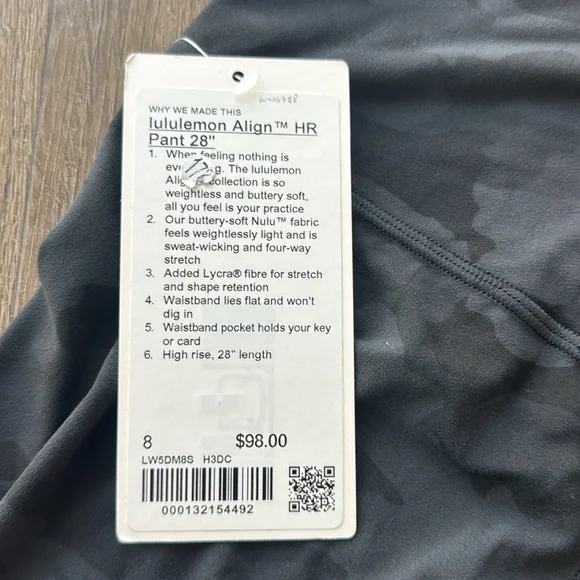 WHY WE MADE THIS
lululemon Align™ HR
Pant 28"
1. When feeling nothing is
g. The lululemon
collection is so
weightless and buttery soft,
all you feel is your practice
2. Our buttery-soft Nulu™ fabric
feels weightlessly light and is
sweat-wicking and four-way
stretch
3. Added Lycra® fibre for stretch
and shape retention
4. Waistband lies flat and won't
dig in
5. Waistband pocket holds your key
or card
6. High rise, 28" length
8 $98.00
LW5DM8S H3DC
000132154492